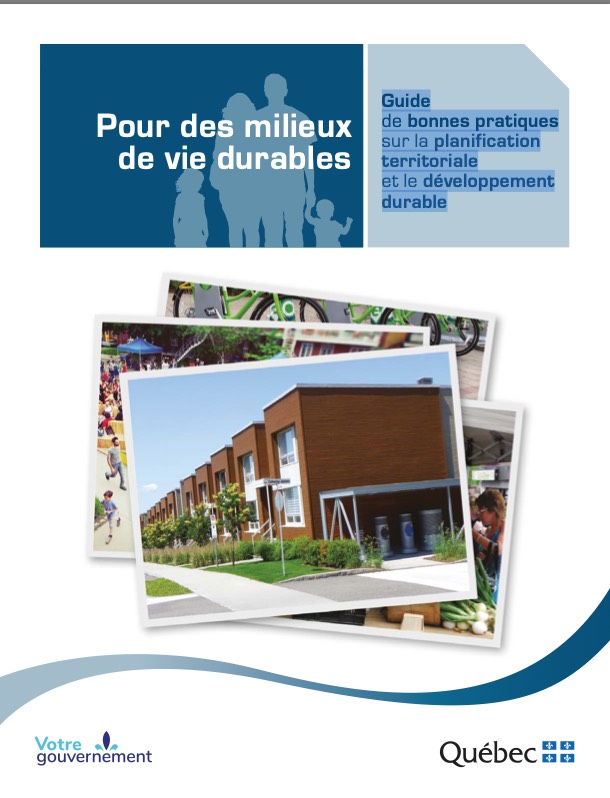 Pour des milieux
de vie durables
Guide
de bonnes pratiques
sur la planification
territoriale
et le développement
durable
Votre
gouvernement
Québec